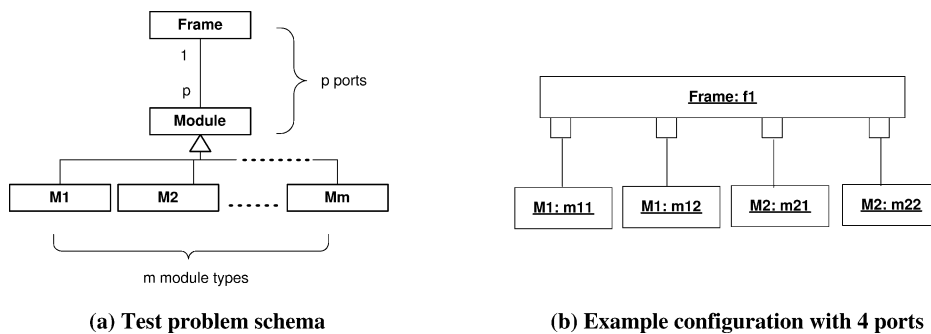 Frame
1
p
p ports
Module
M1
M2
Mm
m module types
(a) Test problem schema
Frame: f1
M1: m11
M1: m12
M2: m21
M2: m22
(b) Example configuration with 4 ports